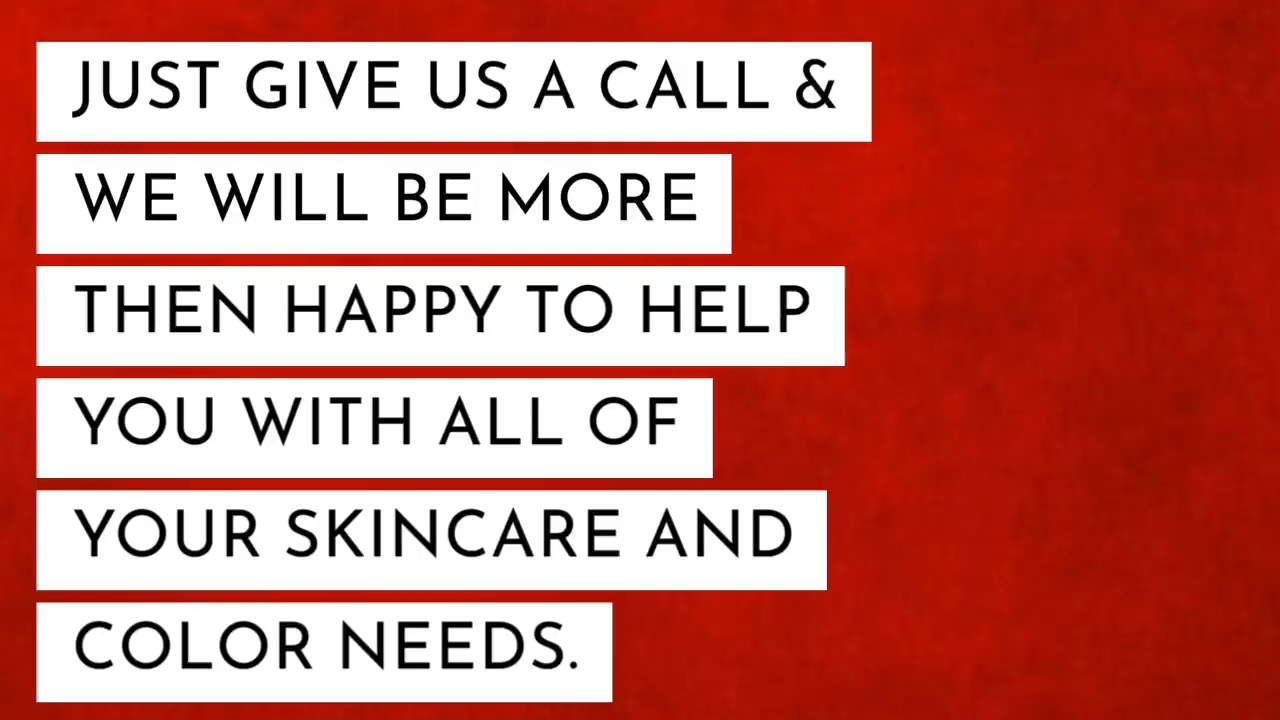 JUST GIVE US A CALL &
WE WILL BE MORE
THEN HAPPY TO HELP
YOU WITH ALL OF
YOUR SKINCARE AND
COLOR NEEDS.